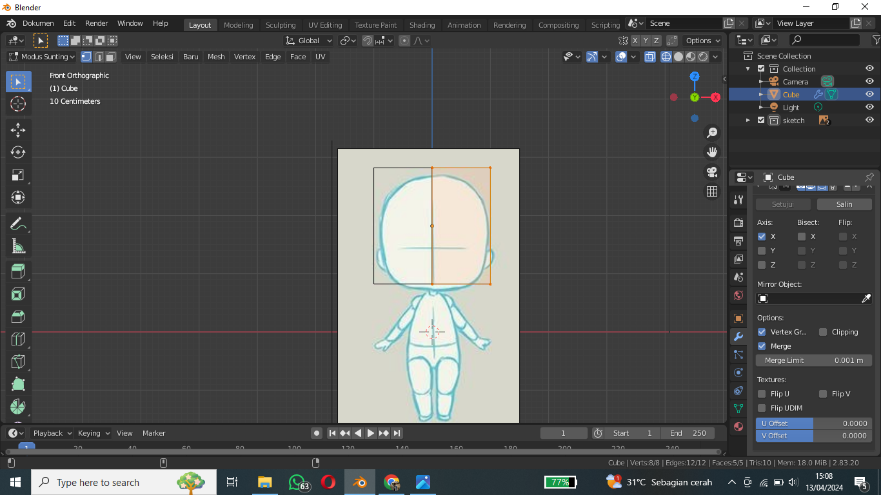 Blender
Dokumen Edit Render Window Help Layout Modeling Sculpting UV Editing Texture Paint Shading Animation Rendering Compositing Scripting Scene View Layer
Global X Y Z Options
Modus Sunting View Seleksi Baru Mesh Vertex Edge Face UV
Front Orthographic
(1) Cube
10 Centimeters
Z
X
Y
Scene Collection
Collection
Camera
Cube
Light
sketch
Cube
Setuju Salin
Axis: Bisect: Flip:
X X X
Y Y Y
Z Z Z
Mirror Object:
Options:
Vertex Gr... Clipping
Merge
Merge Limit 0.001 m
Textures:
Flip U Flip V
Flip UDIM
U Offset 0.0000
V Offset 0.0000
Playback Keying View Marker 1 Start 1 End 250
1 20 40 60 80 100 120 140 160 180 200 220 240
Cube | Verts:8/8 | Edges:12/12 | Faces:5/5 | Tris:10 | Mem: 18.0 MiB | 2.83.20
Type here to search 63 77% 31°C Sebagian cerah 15:08
13/04/2024 5